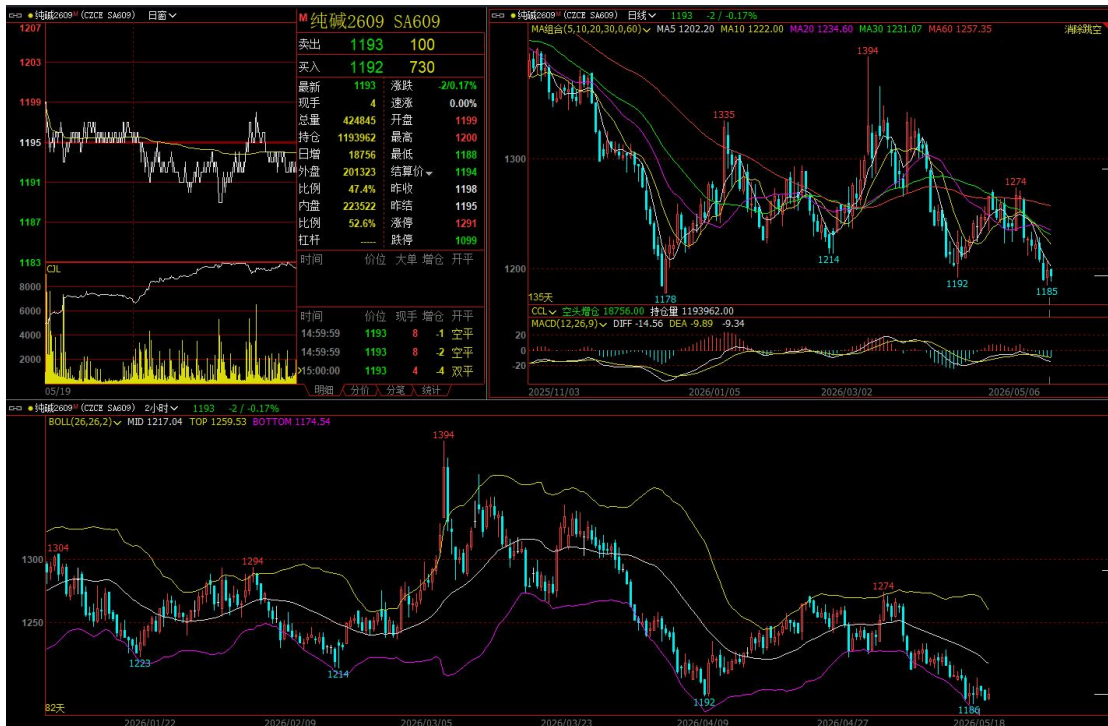 纯碱2609M(CZCE SA609) 日窗
1207
1203
1199
1195
1191
1187
1183
CJL
8000
6000
4000
2000
05/19
M纯碱2609 SA609
卖出 1193 100
买入 1192 730
最新 1193 涨跌 -2/0.17%
现手 4 速涨 0.00%
总量 424845 开盘 1199
持仓 1193962 最高 1200
日增 18756 最低 1188
外盘 201323 结算价 1194
比例 47.4% 昨收 1198
内盘 223522 昨结 1195
比例 52.6% 涨停 1291
杠杆 ----- 跌停 1099
时间 价位 大单 增仓 开平
时间 价位 现手 增仓 开平
14:59:59 1193 8 -1 空平
14:59:59 1193 8 -2 空平
15:00:00 1193 4 -4 双平
明细 分价 分笔 统计
纯碱2609M(CZCE SA609) 日线 1193 -2/-0.17%
MA组合(5,10,20,30,0,60) MA5 1202.20 MA10 1222.00 MA20 1234.60 MA30 1231.07 MA60 1257.35 消除跳空
1394
1335
1300
1274
1214
1200
1192
1185
1178
135天
CCL 空头增仓 18756.00 持仓量 1193962.00
MACD(12,26,9) DIFF -14.56 DEA -9.89 -9.34
20
0
-20
2025/11/03 2026/01/05 2026/03/02 2026/05/06
纯碱2609M(CZCE SA609) 2小时 1193 -2/-0.17%
BOLL(26,26,2) MID 1217.04 TOP 1259.53 BOTTOM 1174.54
1394
1300
1304
1294
1274
1250
1223
1214
1192
1186
82天
2026/01/22 2026/02/09 2026/03/05 2026/03/23 2026/04/09 2026/04/27 2026/05/18